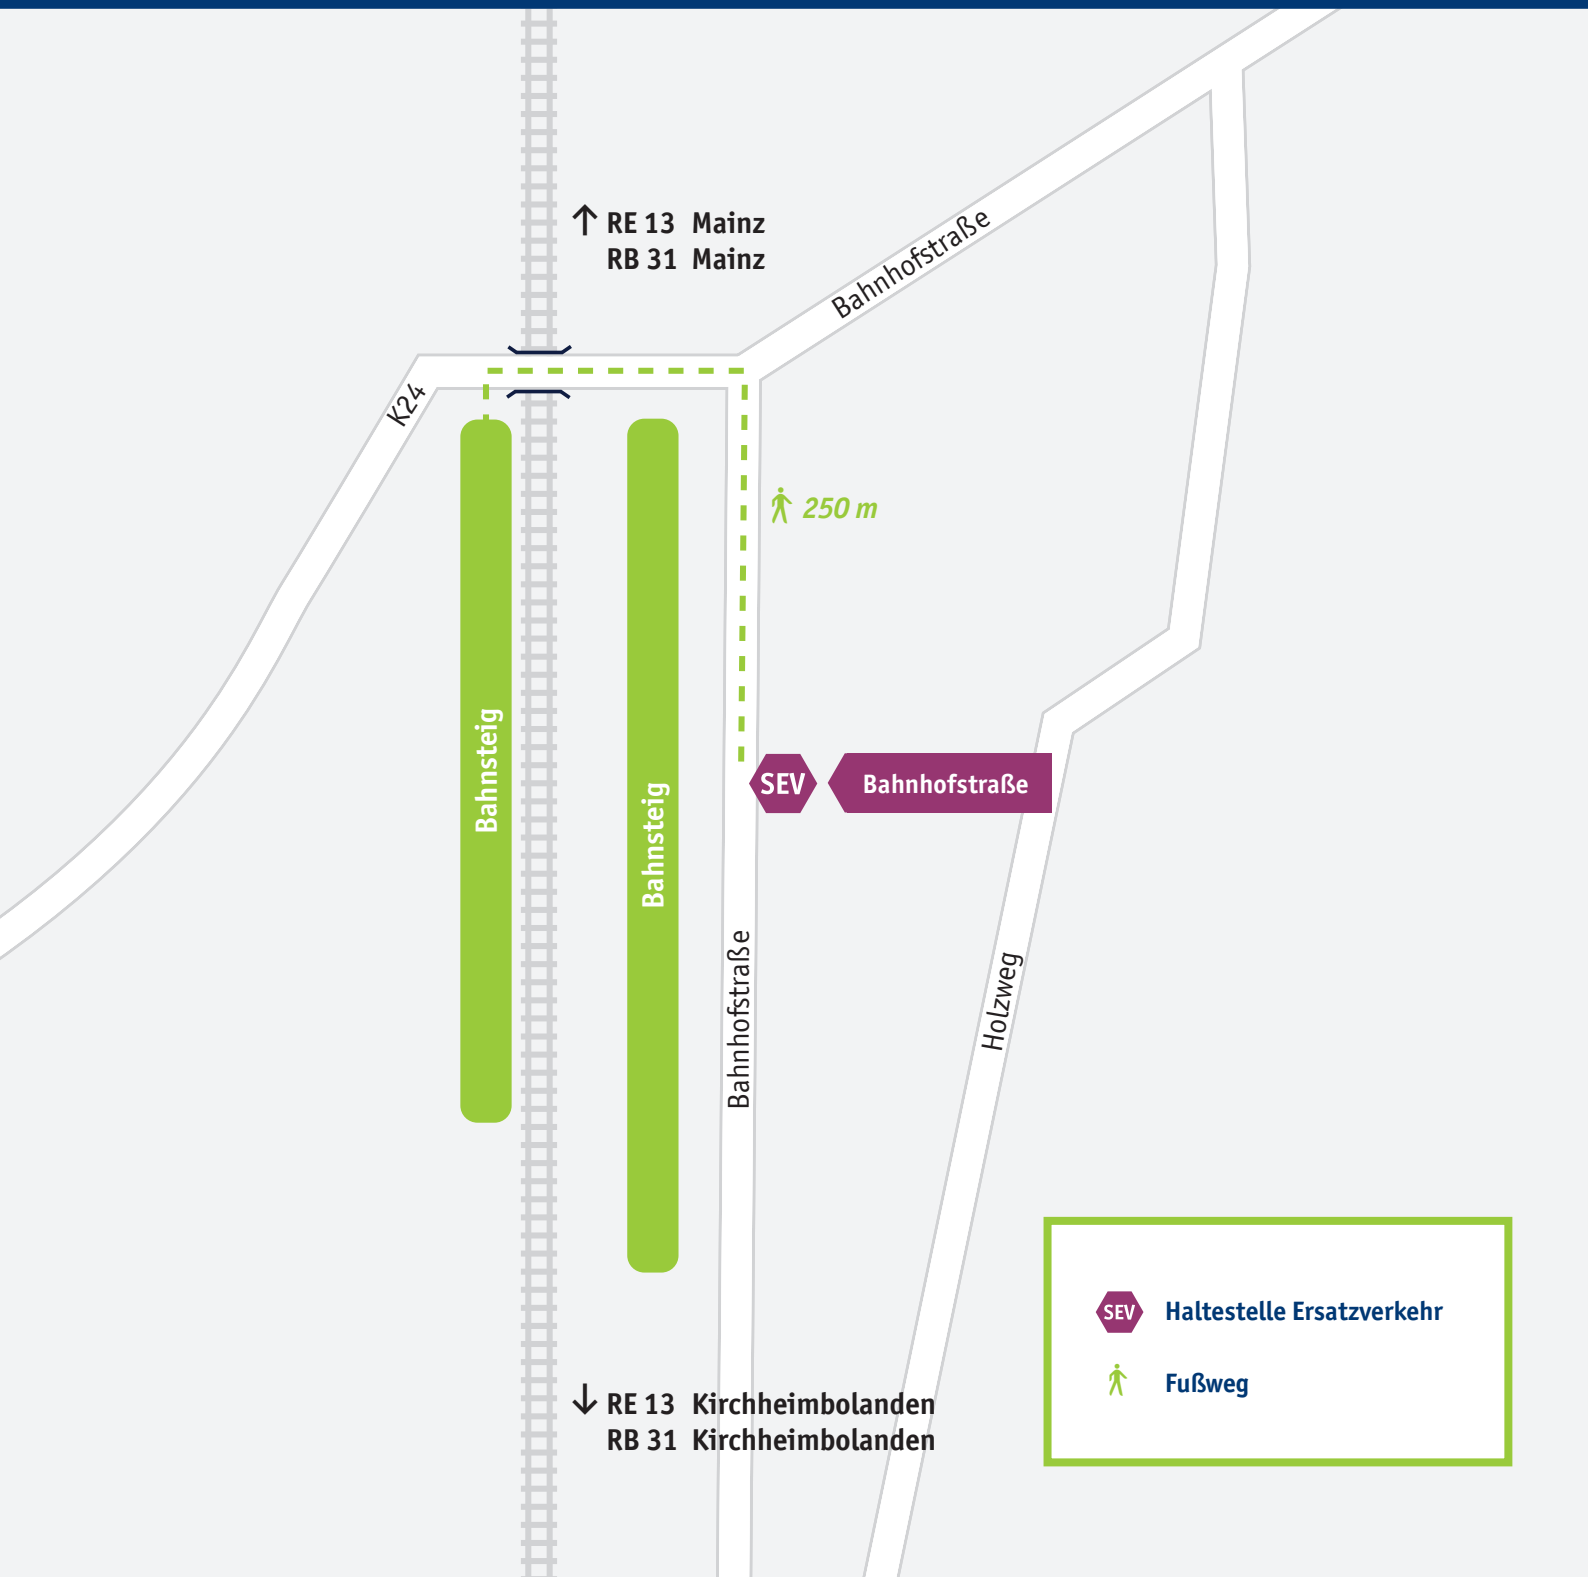 RE 13 Mainz
RB 31 Mainz
Bahnhofstraße
K24
250 m
Bahnsteig
Bahnsteig
SEV
Bahnhofstraße
Bahnhofstraße
Holzweg
SEV Haltestelle Ersatzverkehr
Fußweg
RE 13 Kirchheimbolanden
RB 31 Kirchheimbolanden